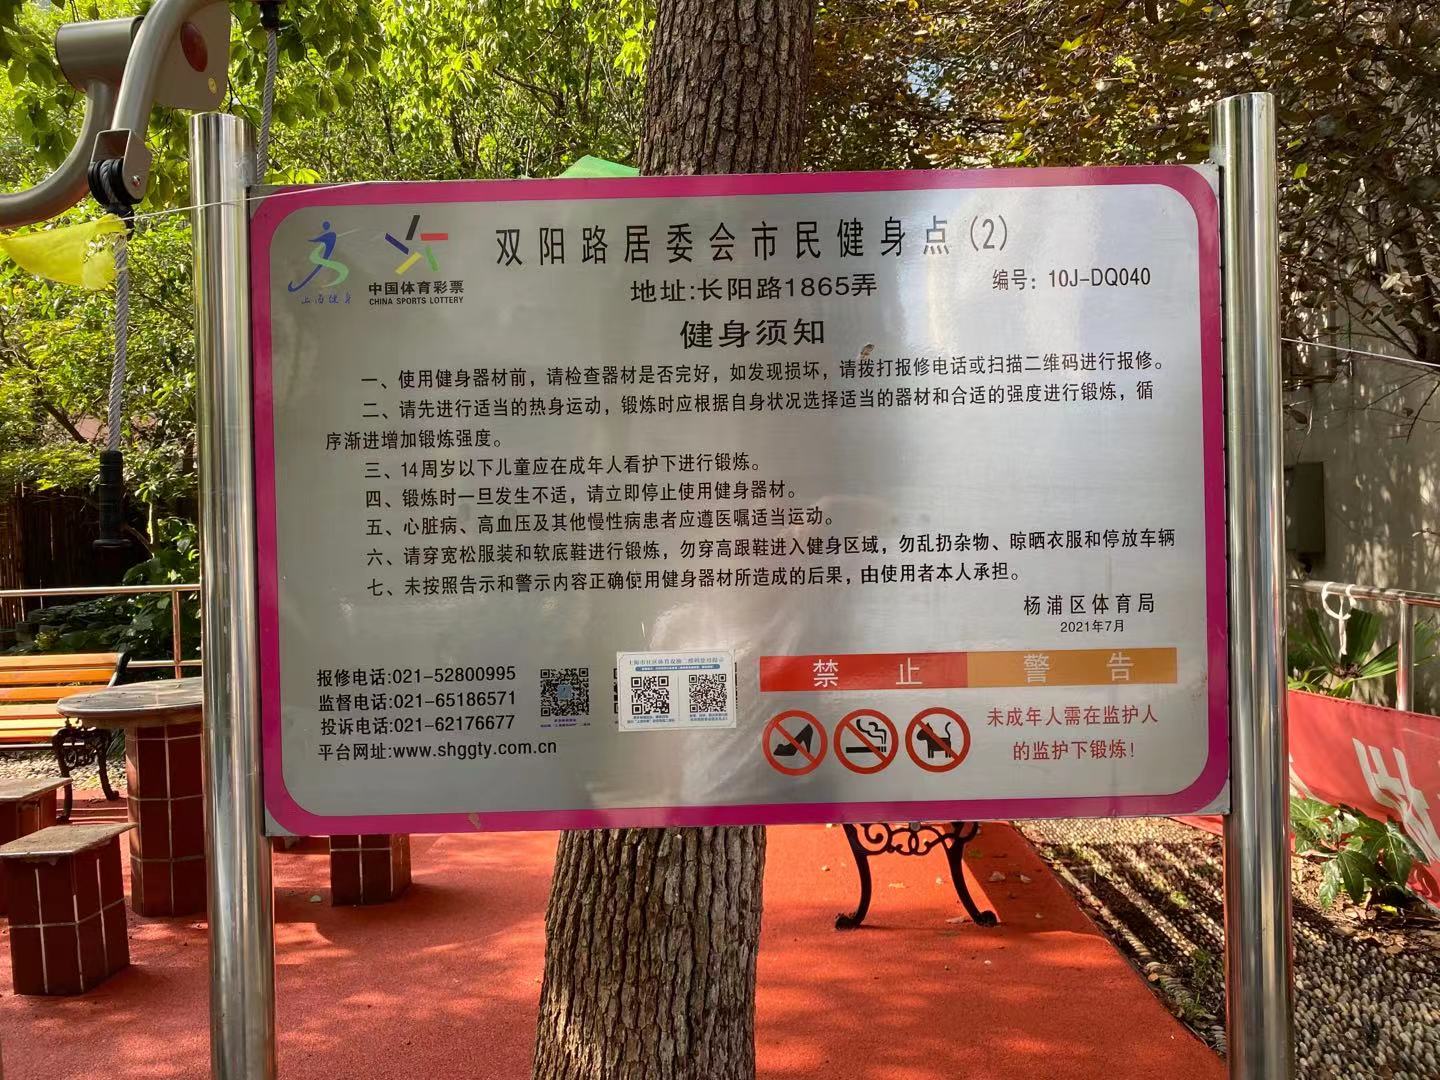 双阳路居委会市民健身点(2)
上海健身
中国体育彩票
CHINA SPORTS LOTTERY
地址:长阳路1865弄
编号：10J-DQ040
健身须知
一、使用健身器材前，请检查器材是否完好，如发现损坏，请拨打报修电话或扫描二维码进行报修。
二、请先进行适当的热身运动，锻炼时应根据自身状况选择适当的器材和合适的强度进行锻炼，循
序渐进增加锻炼强度。
三、14周岁以下儿童应在成年人看护下进行锻炼。
四、锻炼时一旦发生不适，请立即停止使用健身器材。
五、心脏病、高血压及其他慢性病患者应遵医嘱适当运动。
六、请穿宽松服装和软底鞋进行锻炼，勿穿高跟鞋进入健身区域，勿乱扔杂物、晾晒衣服和停放车辆
七、未按照告示和警示内容正确使用健身器材所造成的后果，由使用者本人承担。
杨浦区体育局
2021年7月
报修电话:021-52800995
监督电话:021-65186571
投诉电话:021-62176677
平台网址:www.shggty.com.cn
禁止
警告
未成年人需在监护人
的监护下锻炼！